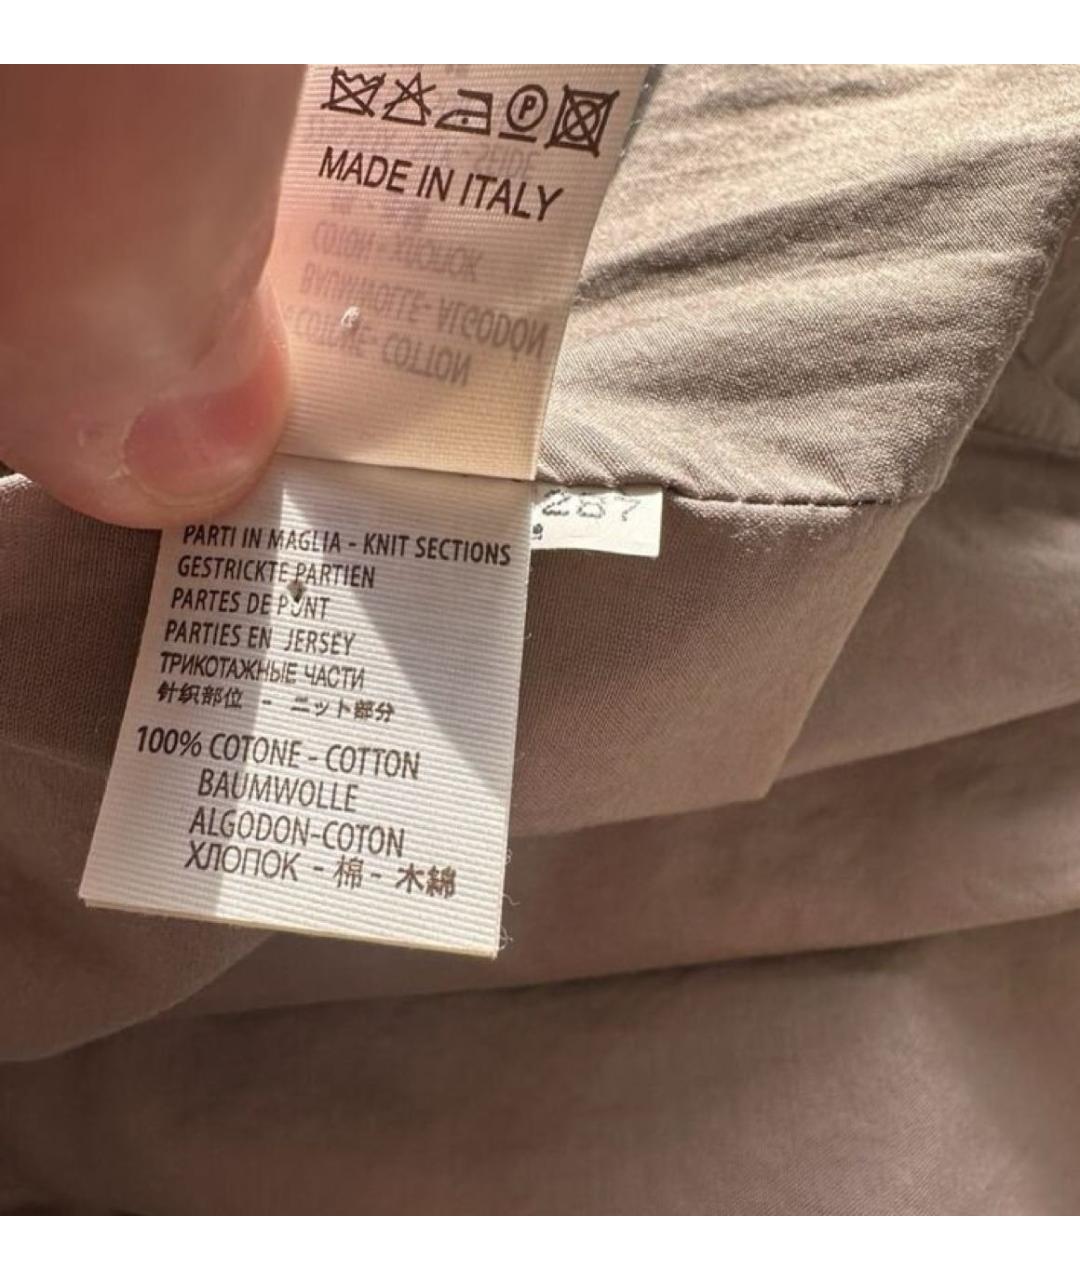 MADE IN ITALY
287
PARTI IN MAGLIA - KNIT SECTIONS
GESTRICKTE PARTIEN
PARTES DE PUNT
PARTIES EN JERSEY
ТРИКОТАЖНЫЕ ЧАСТИ
针织部位 - ニット部分
100% COTONE - COTTON
BAUMWOLLE
ALGODON-COTON
ХЛОПОК - 棉 - 木綿